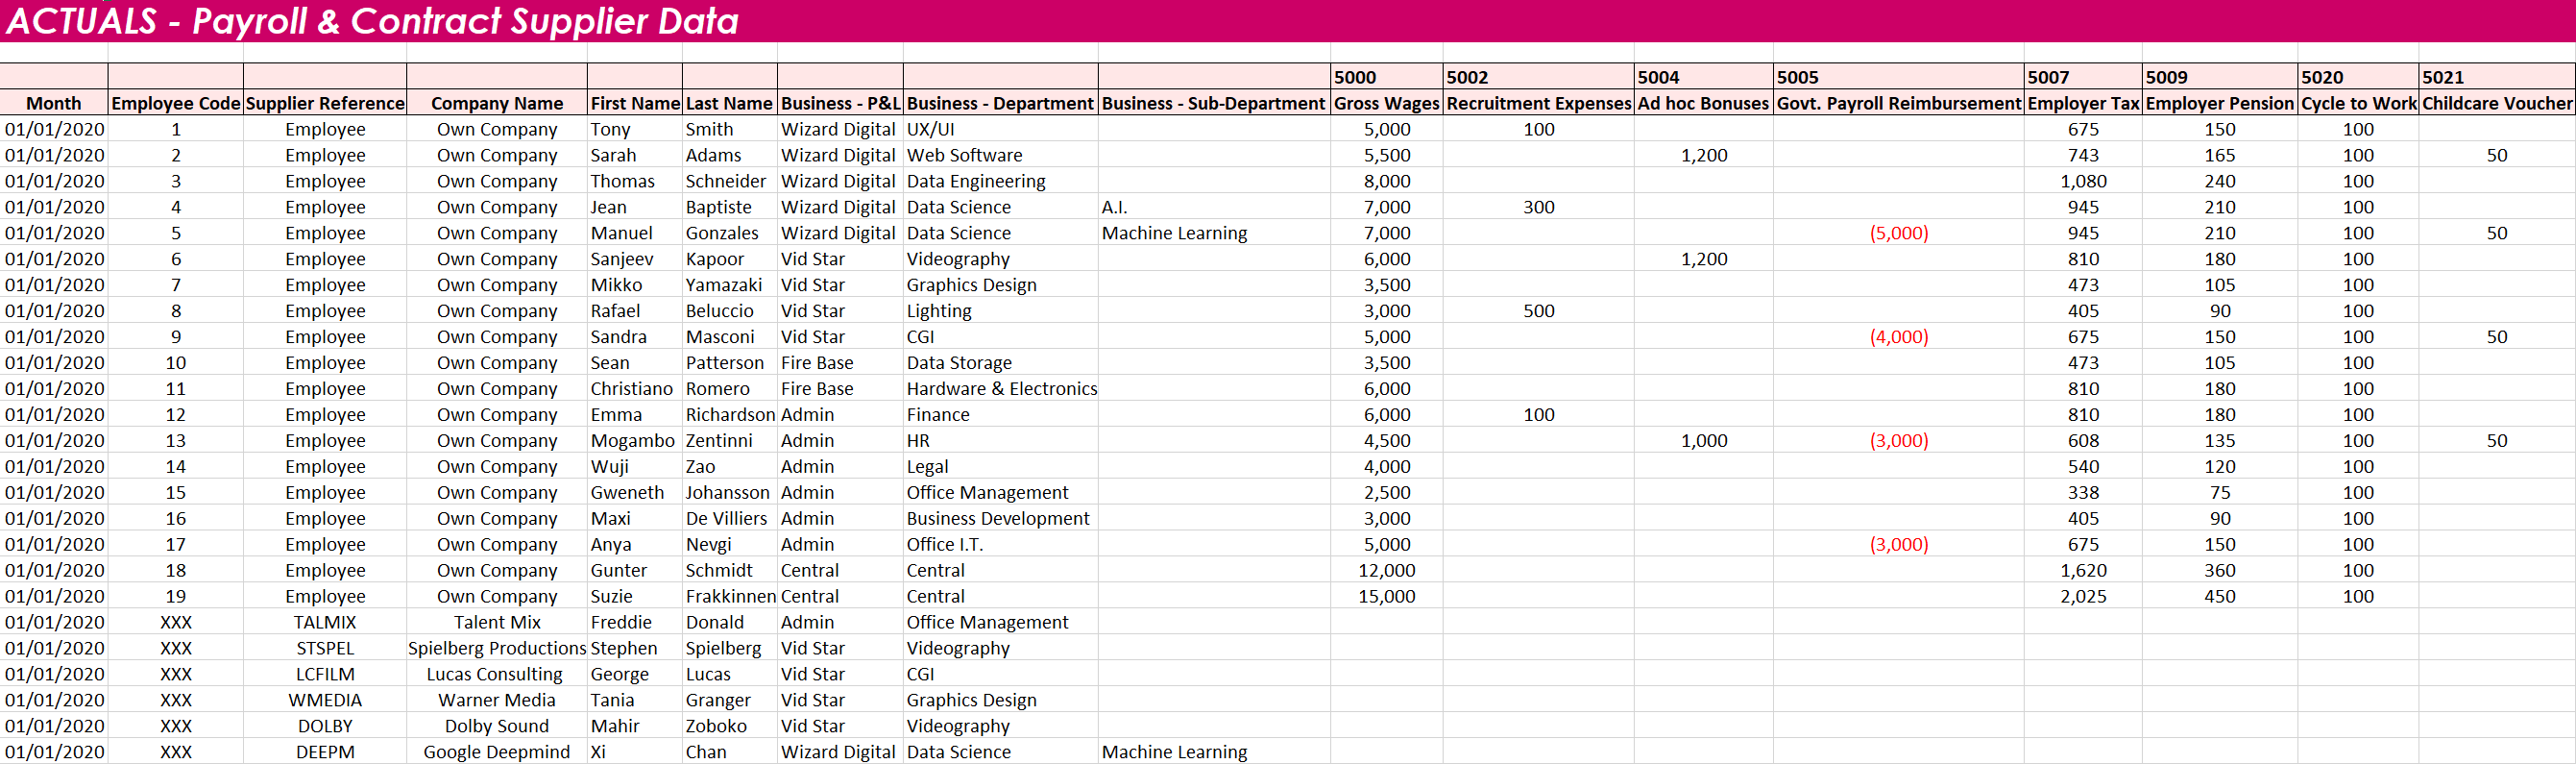 ACTUALS - Payroll & Contract Supplier Data
5000 5002 5004 5005 5007 5009 5020 5021
Month Employee Code Supplier Reference Company Name First Name Last Name Business - P&L Business - Department Business - Sub-Department Gross Wages Recruitment Expenses Ad hoc Bonuses Govt. Payroll Reimbursement Employer Tax Employer Pension Cycle to Work Childcare Voucher
01/01/2020 1 Employee Own Company Tony Smith Wizard Digital UX/UI 5,000 100 675 150 100
01/01/2020 2 Employee Own Company Sarah Adams Wizard Digital Web Software 5,500 1,200 743 165 100 50
01/01/2020 3 Employee Own Company Thomas Schneider Wizard Digital Data Engineering 8,000 1,080 240 100
01/01/2020 4 Employee Own Company Jean Baptiste Wizard Digital Data Science A.I. 7,000 300 945 210 100
01/01/2020 5 Employee Own Company Manuel Gonzales Wizard Digital Data Science Machine Learning 7,000 (5,000) 945 210 100 50
01/01/2020 6 Employee Own Company Sanjeev Kapoor Vid Star Videography 6,000 1,200 810 180 100
01/01/2020 7 Employee Own Company Mikko Yamazaki Vid Star Graphics Design 3,500 473 105 100
01/01/2020 8 Employee Own Company Rafael Beluccio Vid Star Lighting 3,000 500 405 90 100
01/01/2020 9 Employee Own Company Sandra Masconi Vid Star CGI 5,000 (4,000) 675 150 100 50
01/01/2020 10 Employee Own Company Sean Patterson Fire Base Data Storage 3,500 473 105 100
01/01/2020 11 Employee Own Company Christiano Romero Fire Base Hardware & Electronics 6,000 810 180 100
01/01/2020 12 Employee Own Company Emma Richardson Admin Finance 6,000 100 810 180 100
01/01/2020 13 Employee Own Company Mogambo Zentinni Admin HR 4,500 1,000 (3,000) 608 135 100 50
01/01/2020 14 Employee Own Company Wuji Zao Admin Legal 4,000 540 120 100
01/01/2020 15 Employee Own Company Gweneth Johansson Admin Office Management 2,500 338 75 100
01/01/2020 16 Employee Own Company Maxi De Villiers Admin Business Development 3,000 405 90 100
01/01/2020 17 Employee Own Company Anya Nevgi Admin Office I.T. 5,000 (3,000) 675 150 100
01/01/2020 18 Employee Own Company Gunter Schmidt Central Central 12,000 1,620 360 100
01/01/2020 19 Employee Own Company Suzie Frakkinnen Central Central 15,000 2,025 450 100
01/01/2020 XXX TALMIX Talent Mix Freddie Donald Admin Office Management
01/01/2020 XXX STSPEL Spielberg Productions Stephen Spielberg Vid Star Videography
01/01/2020 XXX LCFILM Lucas Consulting George Lucas Vid Star CGI
01/01/2020 XXX WMEDIA Warner Media Tania Granger Vid Star Graphics Design
01/01/2020 XXX DOLBY Dolby Sound Mahir Zoboko Vid Star Videography
01/01/2020 XXX DEEPM Google Deepmind Xi Chan Wizard Digital Data Science Machine Learning